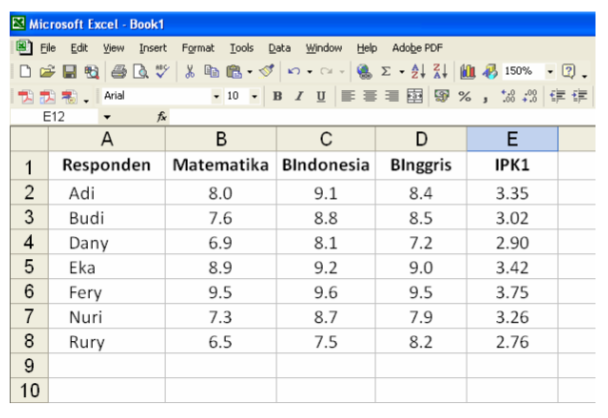 Microsoft Excel - Book1
File Edit View Insert Format Tools Data Window Help Adobe PDF
Σ 150% ?
Arial 10 B I U % ,
E12 fx
A B C D E
1 Responden Matematika BIndonesia BInggris IPK1
2 Adi 8.0 9.1 8.4 3.35
3 Budi 7.6 8.8 8.5 3.02
4 Dany 6.9 8.1 7.2 2.90
5 Eka 8.9 9.2 9.0 3.42
6 Fery 9.5 9.6 9.5 3.75
7 Nuri 7.3 8.7 7.9 3.26
8 Rury 6.5 7.5 8.2 2.76
9
10